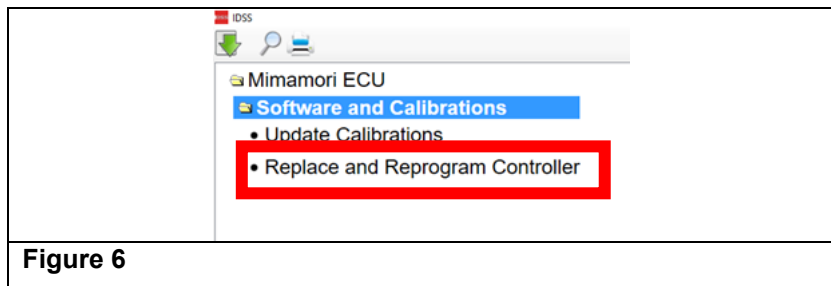 IDSS
Mimamori ECU
Software and Calibrations
• Update Calibrations
• Replace and Reprogram Controller
Figure 6